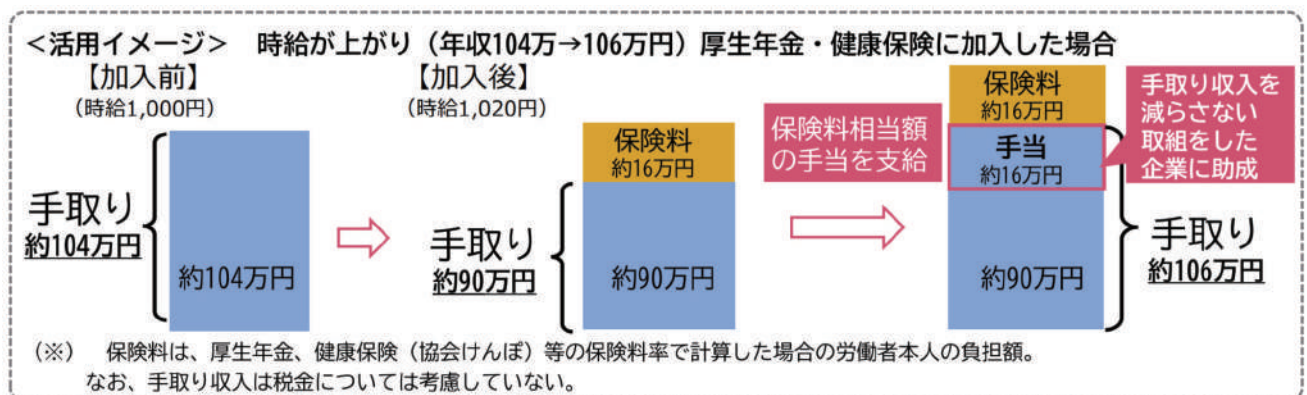 ＜活用イメージ＞　時給が上がり（年収104万→106万円）厚生年金・健康保険に加入した場合
【加入前】
（時給1,000円）
手取り
約104万円
約104万円
【加入後】
（時給1,020円）
手取り
約90万円
保険料
約16万円
約90万円
保険料相当額
の手当を支給
保険料
約16万円
手当
約16万円
約90万円
手取り収入を
減らさない
取組をした
企業に助成
手取り
約106万円
（※）　保険料は、厚生年金、健康保険（協会けんぽ）等の保険料率で計算した場合の労働者本人の負担額。
なお、手取り収入は税金については考慮していない。